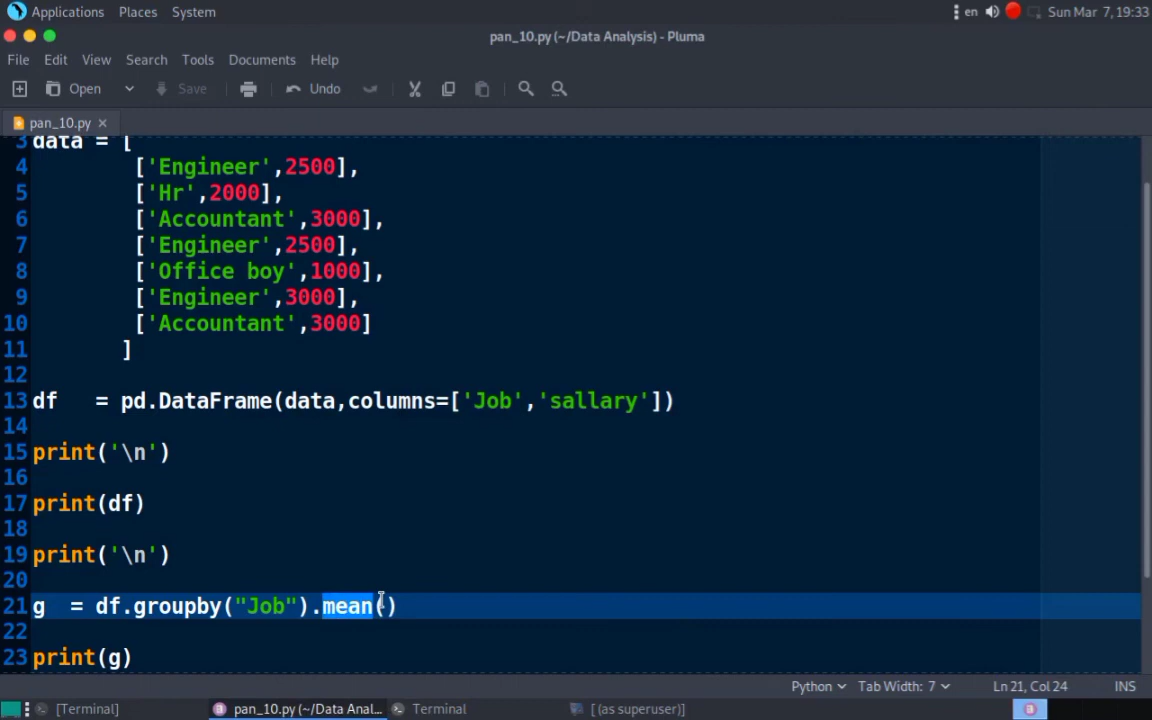 Applications Places System en Sun Mar 7, 19:33
pan_10.py (~/Data Analysis) - Pluma
File Edit View Search Tools Documents Help
Open Save Undo
pan_10.py
3 data = [
4 ['Engineer',2500],
5 ['Hr',2000],
6 ['Accountant',3000],
7 ['Engineer',2500],
8 ['Office boy',1000],
9 ['Engineer',3000],
10 ['Accountant',3000]
11 ]
12
13 df = pd.DataFrame(data,columns=['Job','sallary'])
14
15 print('\n')
16
17 print(df)
18
19 print('\n')
20
21 g = df.groupby("Job").mean()
22
23 print(g)
Python Tab Width: 7 Ln 21, Col 24 INS
[Terminal] pan_10.py (~/Data Anal... Terminal [ (as superuser)]